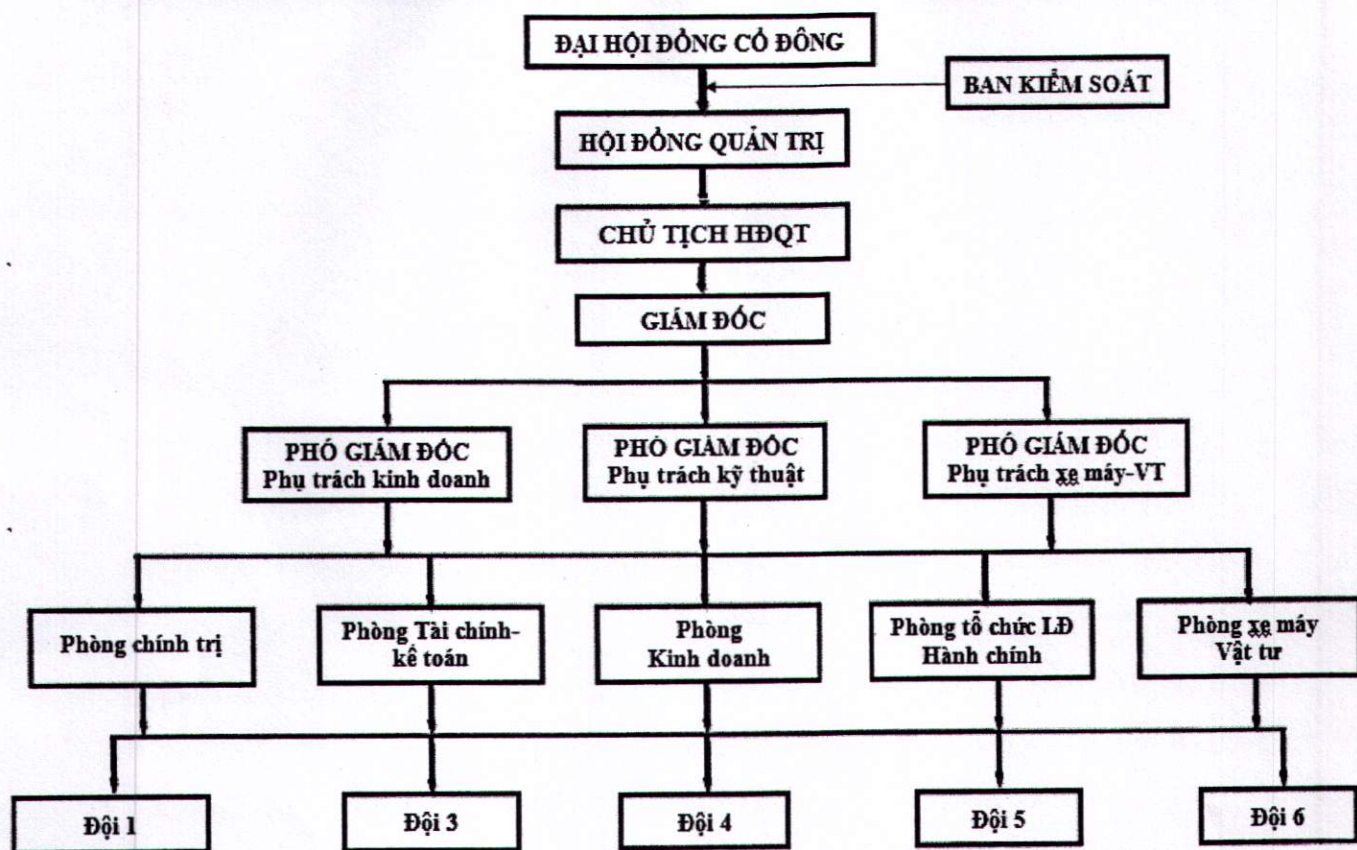 ĐẠI HỘI ĐỒNG CỔ ĐÔNG
BAN KIỂM SOÁT
HỘI ĐỒNG QUẢN TRỊ
CHỦ TỊCH HĐQT
GIÁM ĐỐC
PHÓ GIÁM ĐỐC
Phụ trách kinh doanh
PHÓ GIÁM ĐỐC
Phụ trách kỹ thuật
PHÓ GIÁM ĐỐC
Phụ trách xe máy-VT
Phòng chính trị
Phòng Tài chính-
kế toán
Phòng
Kinh doanh
Phòng tổ chức LĐ
Hành chính
Phòng xe máy
Vật tư
Đội 1
Đội 3
Đội 4
Đội 5
Đội 6